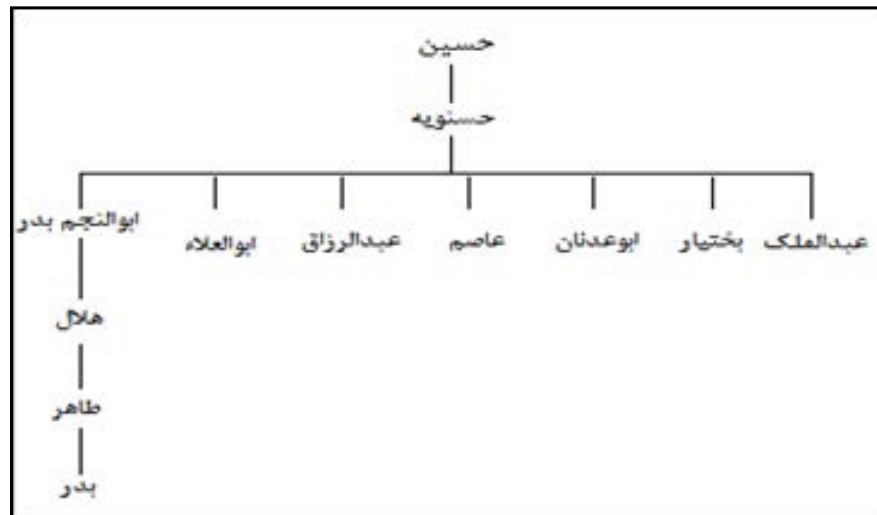 حسین
حسنویه
عبدالملک بختیار ابوعدنان عاصم عبدالرزاق ابوالعلاء ابوالنجم بدر
هلال
طاهر
بدر